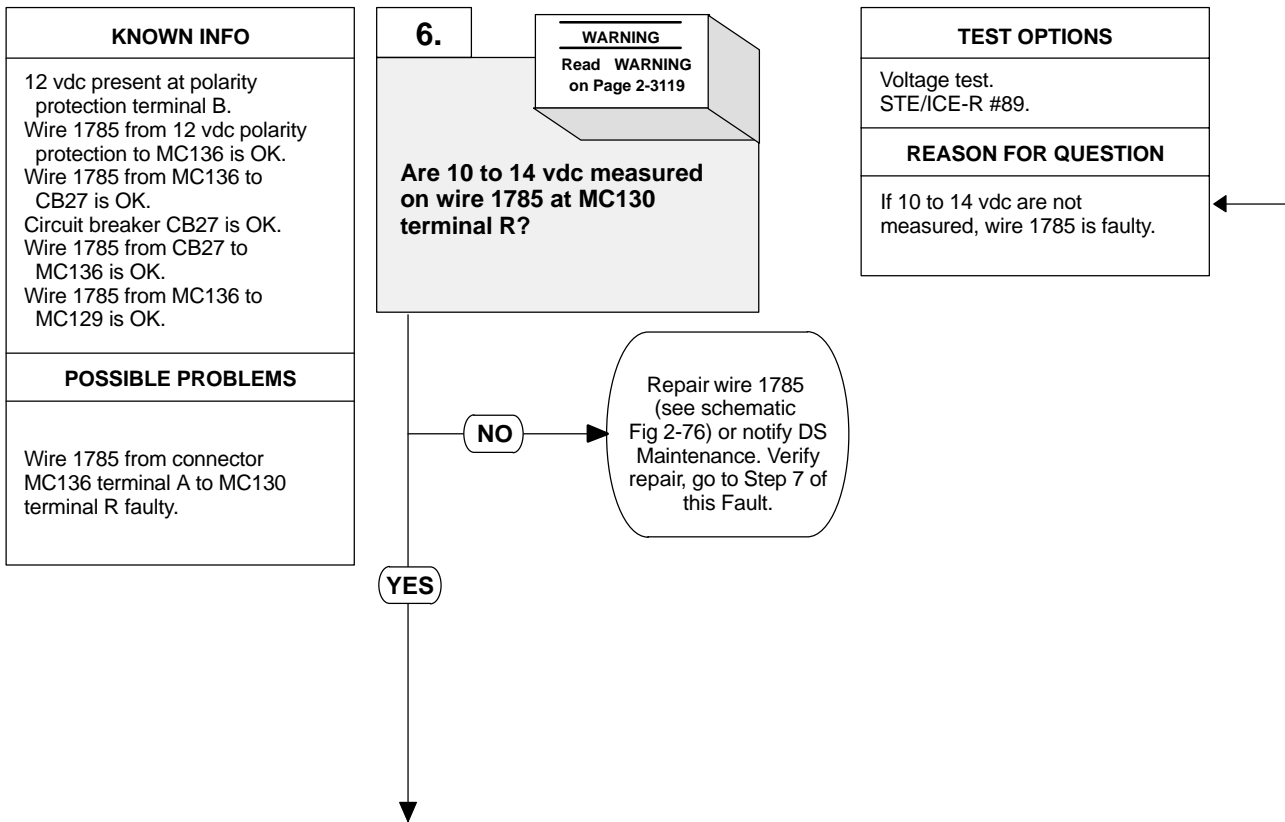 KNOWN INFO
12 vdc present at polarity
protection terminal B.
Wire 1785 from 12 vdc polarity
protection to MC136 is OK.
Wire 1785 from MC136 to
CB27 is OK.
Circuit breaker CB27 is OK.
Wire 1785 from CB27 to
MC136 is OK.
Wire 1785 from MC136 to
MC129 is OK.
POSSIBLE PROBLEMS
Wire 1785 from connector
MC136 terminal A to MC130
terminal R faulty.
6.
WARNING
Read WARNING
on Page 2-3119
Are 10 to 14 vdc measured
on wire 1785 at MC130
terminal R?
NO
Repair wire 1785
(see schematic
Fig 2-76) or notify DS
Maintenance. Verify
repair, go to Step 7 of
this Fault.
YES
TEST OPTIONS
Voltage test.
STE/ICE-R #89.
REASON FOR QUESTION
If 10 to 14 vdc are not
measured, wire 1785 is faulty.